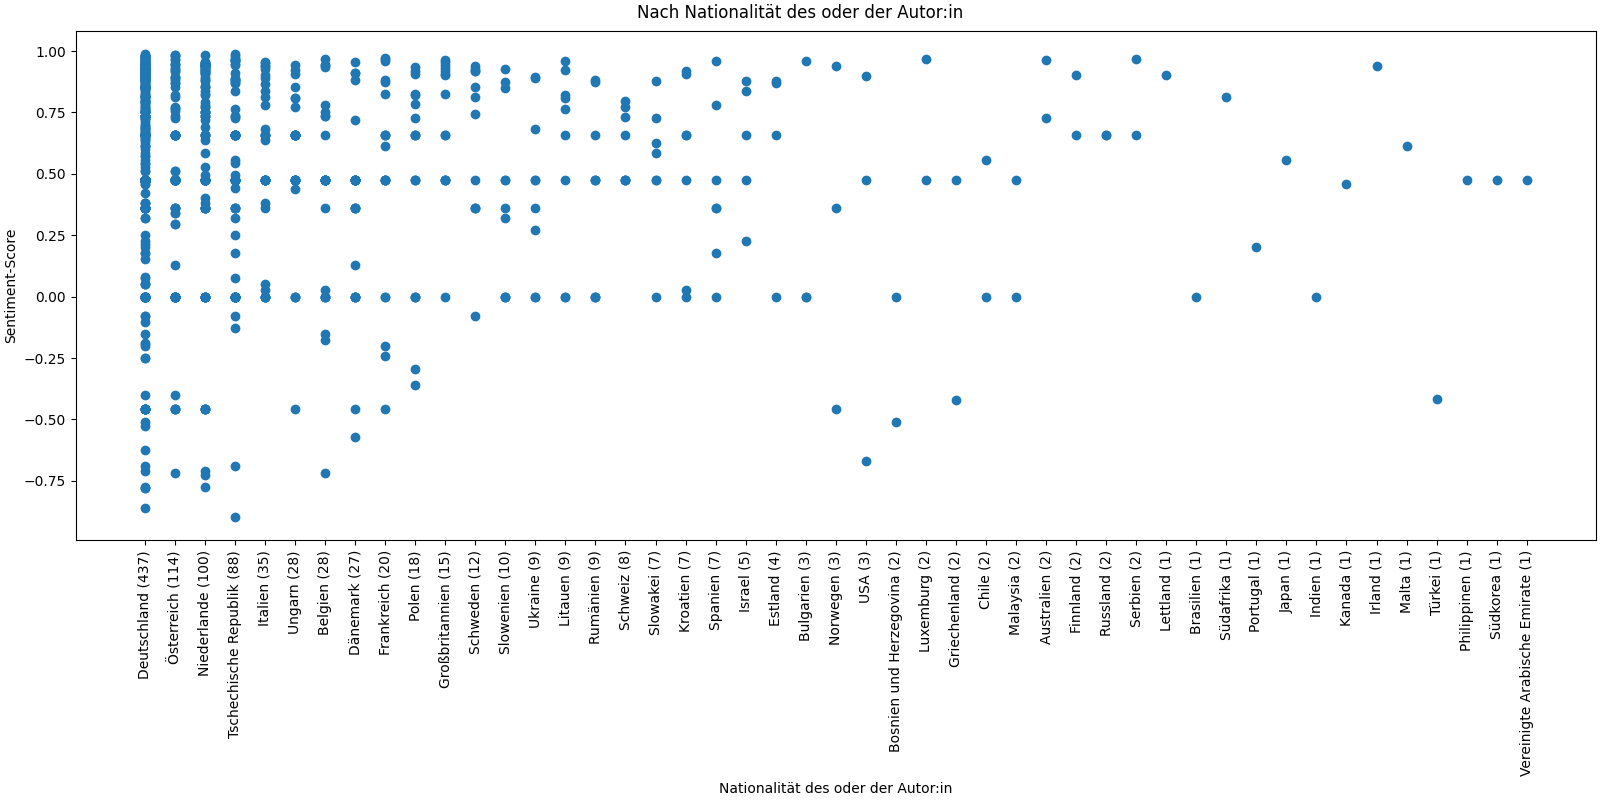 Nach Nationalität des oder der Autor:in
Sentiment-Score
1.00
0.75
0.50
0.25
0.00
−0.25
−0.50
−0.75
Deutschland (437)
Österreich (114)
Niederlande (100)
Tschechische Republik (88)
Italien (35)
Ungarn (28)
Belgien (28)
Dänemark (27)
Frankreich (20)
Polen (18)
Großbritannien (15)
Schweden (12)
Slowenien (10)
Ukraine (9)
Litauen (9)
Rumänien (9)
Schweiz (8)
Slowakei (7)
Kroatien (7)
Spanien (7)
Israel (5)
Estland (4)
Bulgarien (3)
Norwegen (3)
USA (3)
Bosnien und Herzegovina (2)
Luxemburg (2)
Griechenland (2)
Chile (2)
Malaysia (2)
Australien (2)
Finnland (2)
Russland (2)
Serbien (2)
Lettland (1)
Brasilien (1)
Südafrika (1)
Portugal (1)
Japan (1)
Indien (1)
Kanada (1)
Irland (1)
Malta (1)
Türkei (1)
Philippinen (1)
Südkorea (1)
Vereinigte Arabische Emirate (1)
Nationalität des oder der Autor:in